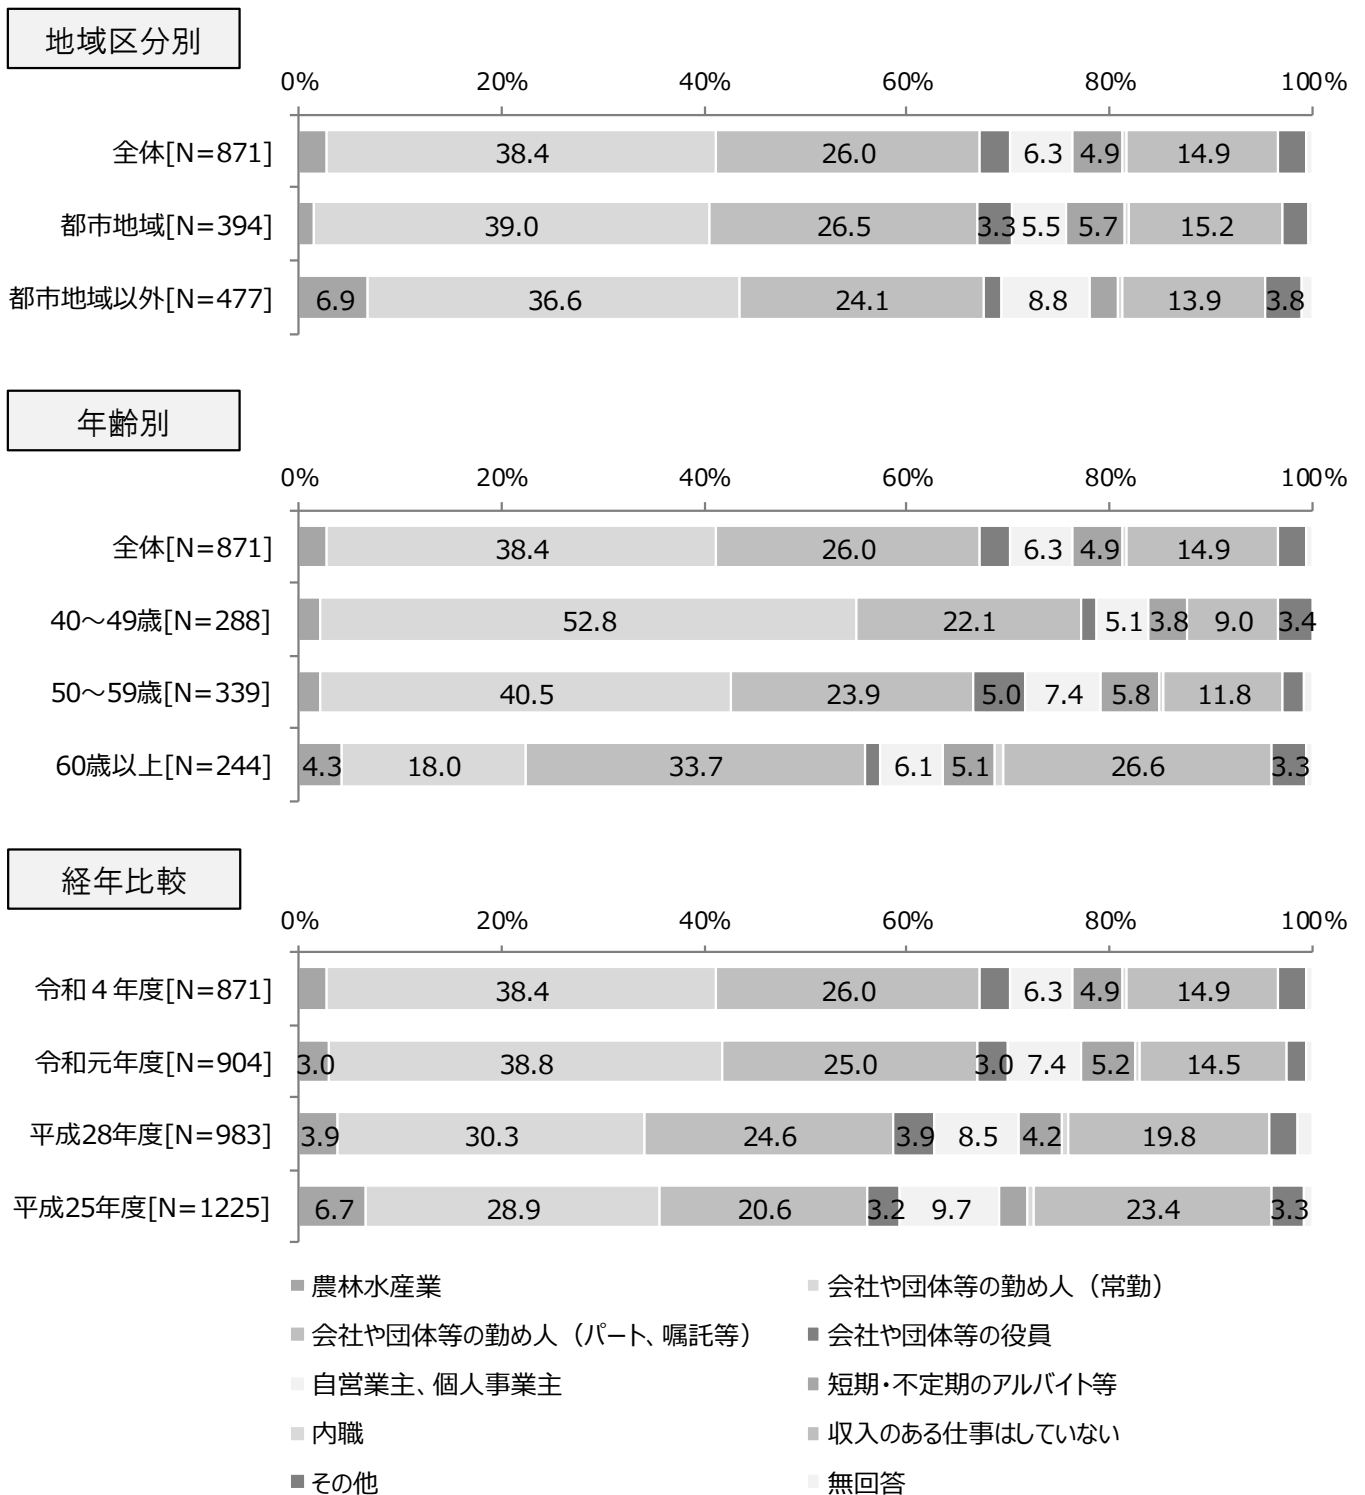 地域区分別
0% 20% 40% 60% 80% 100%
全体[N=871] 38.4 26.0 6.3 4.9 14.9
都市地域[N=394] 39.0 26.5 3.3 5.5 5.7 15.2
都市地域以外[N=477] 6.9 36.6 24.1 8.8 13.9 3.8
年齢別
0% 20% 40% 60% 80% 100%
全体[N=871] 38.4 26.0 6.3 4.9 14.9
40～49歳[N=288] 52.8 22.1 5.1 3.8 9.0 3.4
50～59歳[N=339] 40.5 23.9 5.0 7.4 5.8 11.8
60歳以上[N=244] 4.3 18.0 33.7 6.1 5.1 26.6 3.3
経年比較
0% 20% 40% 60% 80% 100%
令和４年度[N=871] 38.4 26.0 6.3 4.9 14.9
令和元年度[N=904] 3.0 38.8 25.0 3.0 7.4 5.2 14.5
平成28年度[N=983] 3.9 30.3 24.6 3.9 8.5 4.2 19.8
平成25年度[N=1225] 6.7 28.9 20.6 3.2 9.7 23.4 3.3
農林水産業 会社や団体等の勤め人（常勤）
会社や団体等の勤め人（パート、嘱託等） 会社や団体等の役員
自営業主、個人事業主 短期・不定期のアルバイト等
内職 収入のある仕事はしていない
その他 無回答